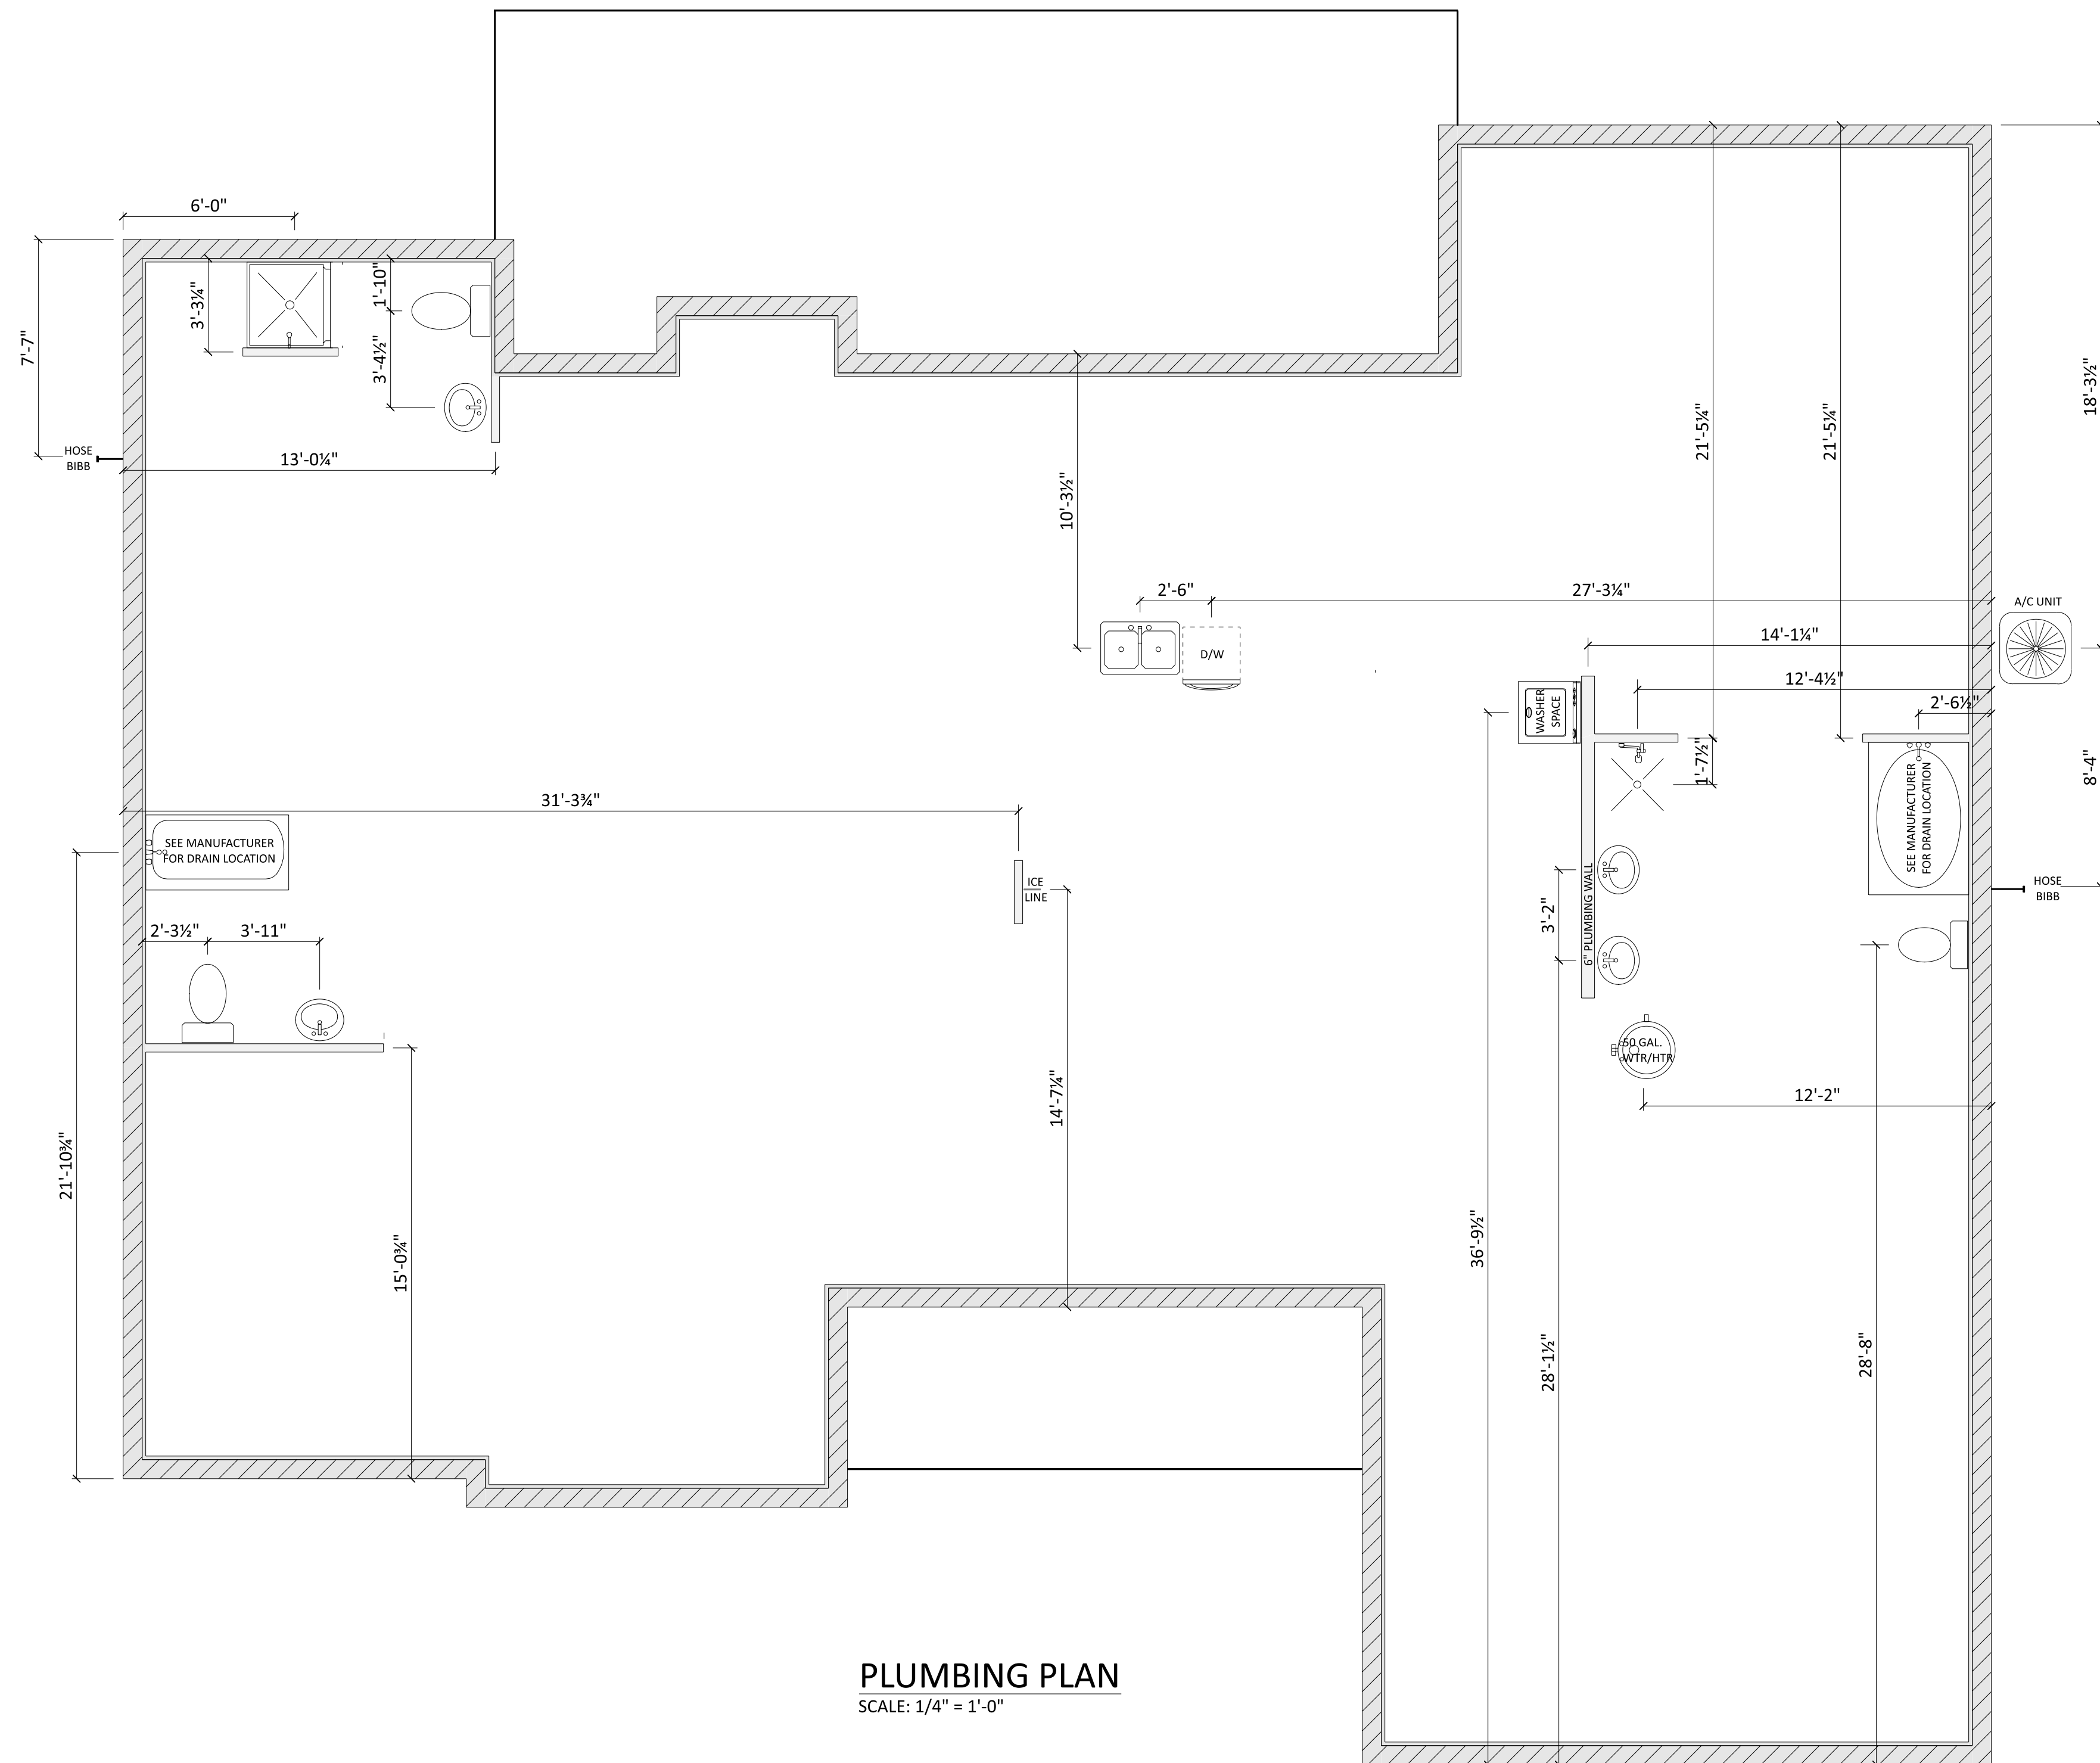 6'-0"
1'-10"
3'-3¼"
7'-7"
3'-4½"
18'-3½"
21'-5¼"
21'-5¼"
HOSE
BIBB
13'-0¼"
10'-3½"
2'-6"
27'-3¼"
A/C UNIT
14'-1¼"
D/W
12'-4½"
WASHER
SPACE
2'-6½"
1'-7½"
8'-4"
31'-3¾"
SEE MANUFACTURER
FOR DRAIN LOCATION
SEE MANUFACTURER
FOR DRAIN LOCATION
ICE
LINE
HOSE
BIBB
6" PLUMBING WALL
3'-2"
2'-3½"
3'-11"
50 GAL.
WTR/HTR
12'-2"
14'-7¼"
21'-10¾"
15'-0¾"
36'-9½"
28'-1½"
28'-8"
PLUMBING PLAN
SCALE: 1/4" = 1'-0"